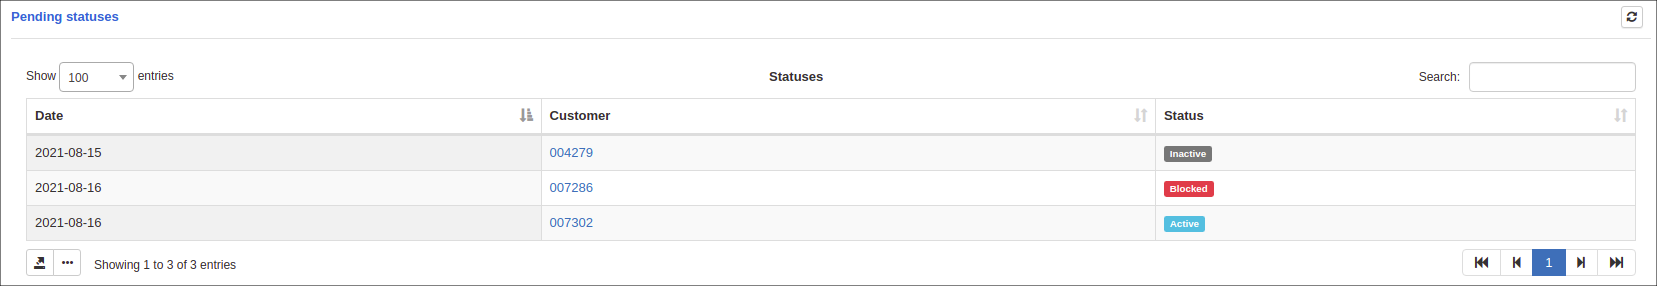 Pending statuses
Show 100 entries Statuses Search:
Date Customer Status
2021-08-15 004279 Inactive
2021-08-16 007286 Blocked
2021-08-16 007302 Active
Showing 1 to 3 of 3 entries 1